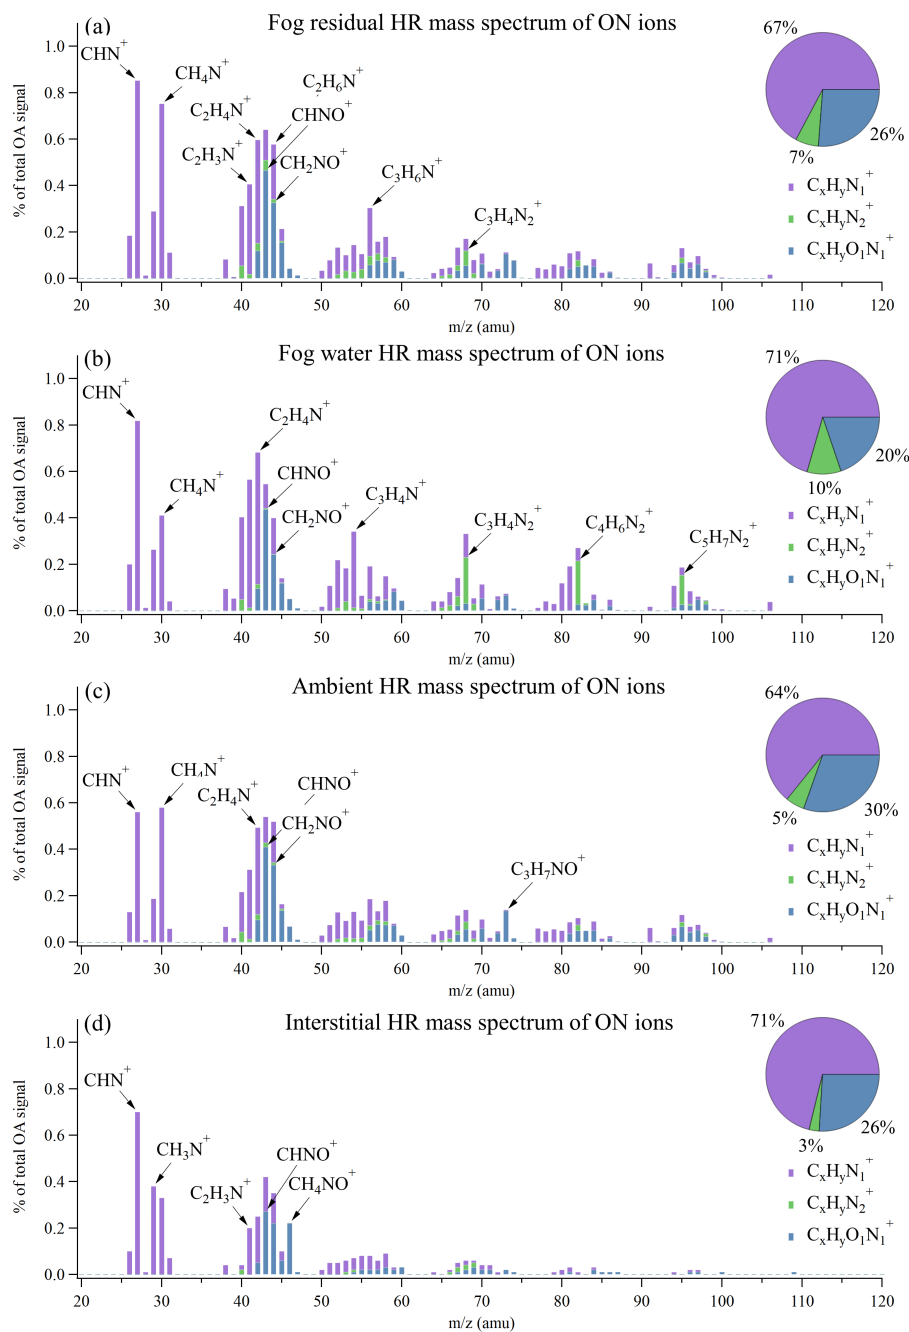 (a) Fog residual HR mass spectrum of ON ions
67%
26%
7%
CHN+
CH4N+
C2H4N+
C2H3N+
C2H6N+
CHNO+
CH2NO+
C3H6N+
C3H4N2+
CxHyN1+
CxHyN2+
CxHyO1N1+
% of total OA signal
1.0
0.8
0.6
0.4
0.2
0.0
20 30 40 50 60 70 80 90 100 110 120
m/z (amu)
(b) Fog water HR mass spectrum of ON ions
71%
20%
10%
CHN+
CH4N+
C2H4N+
CHNO+
CH2NO+
C3H4N+
C3H4N2+
C4H6N2+
C5H7N2+
CxHyN1+
CxHyN2+
CxHyO1N1+
% of total OA signal
1.0
0.8
0.6
0.4
0.2
0.0
20 30 40 50 60 70 80 90 100 110 120
m/z (amu)
(c) Ambient HR mass spectrum of ON ions
64%
30%
5%
CHN+
CH4N+
C2H4N+
CHNO+
CH2NO+
C3H7NO+
CxHyN1+
CxHyN2+
CxHyO1N1+
% of total OA signal
1.0
0.8
0.6
0.4
0.2
0.0
20 30 40 50 60 70 80 90 100 110 120
m/z (amu)
(d) Interstitial HR mass spectrum of ON ions
71%
26%
3%
CHN+
CH3N+
C2H3N+
CHNO+
CH4NO+
CxHyN1+
CxHyN2+
CxHyO1N1+
% of total OA signal
1.0
0.8
0.6
0.4
0.2
0.0
20 30 40 50 60 70 80 90 100 110 120
m/z (amu)